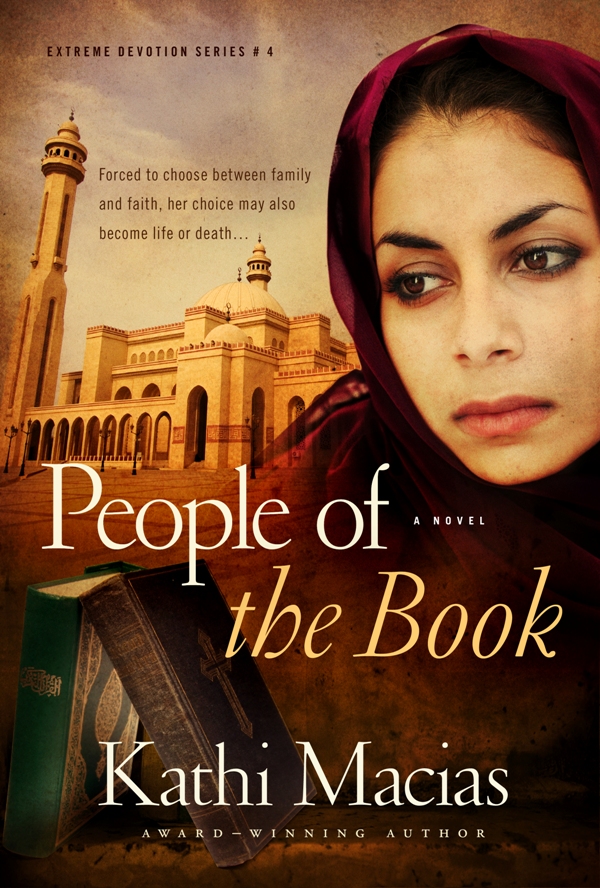 EXTREME DEVOTION SERIES # 4
Forced to choose between family
and faith, her choice may also
become life or death...
People of
A NOVEL
the Book
Kathi Macias
AWARD–WINNING AUTHOR